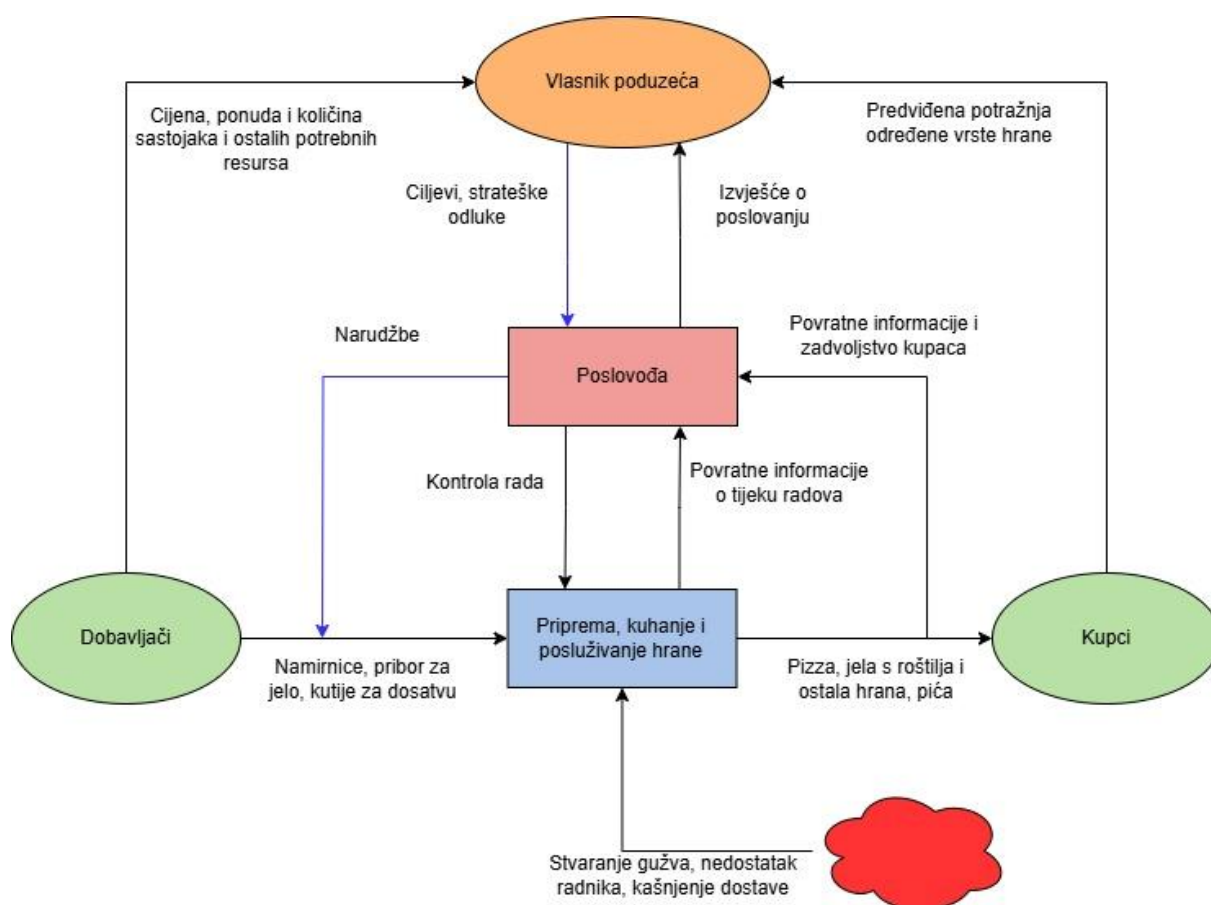 Vlasnik poduzeća
Cijena, ponuda i količina
sastojaka i ostalih potrebnih
resursa
Predviđena potražnja
određene vrste hrane
Ciljevi, strateške
odluke
Izvješće o
poslovanju
Narudžbe
Povratne informacije i
zadvoljstvo kupaca
Poslovođa
Kontrola rada
Povratne informacije
o tijeku radova
Dobavljači
Priprema, kuhanje i
posluživanje hrane
Kupci
Namirnice, pribor za
jelo, kutije za dosatvu
Pizza, jela s roštilja i
ostala hrana, pića
Stvaranje gužva, nedostatak
radnika, kašnjenje dostave